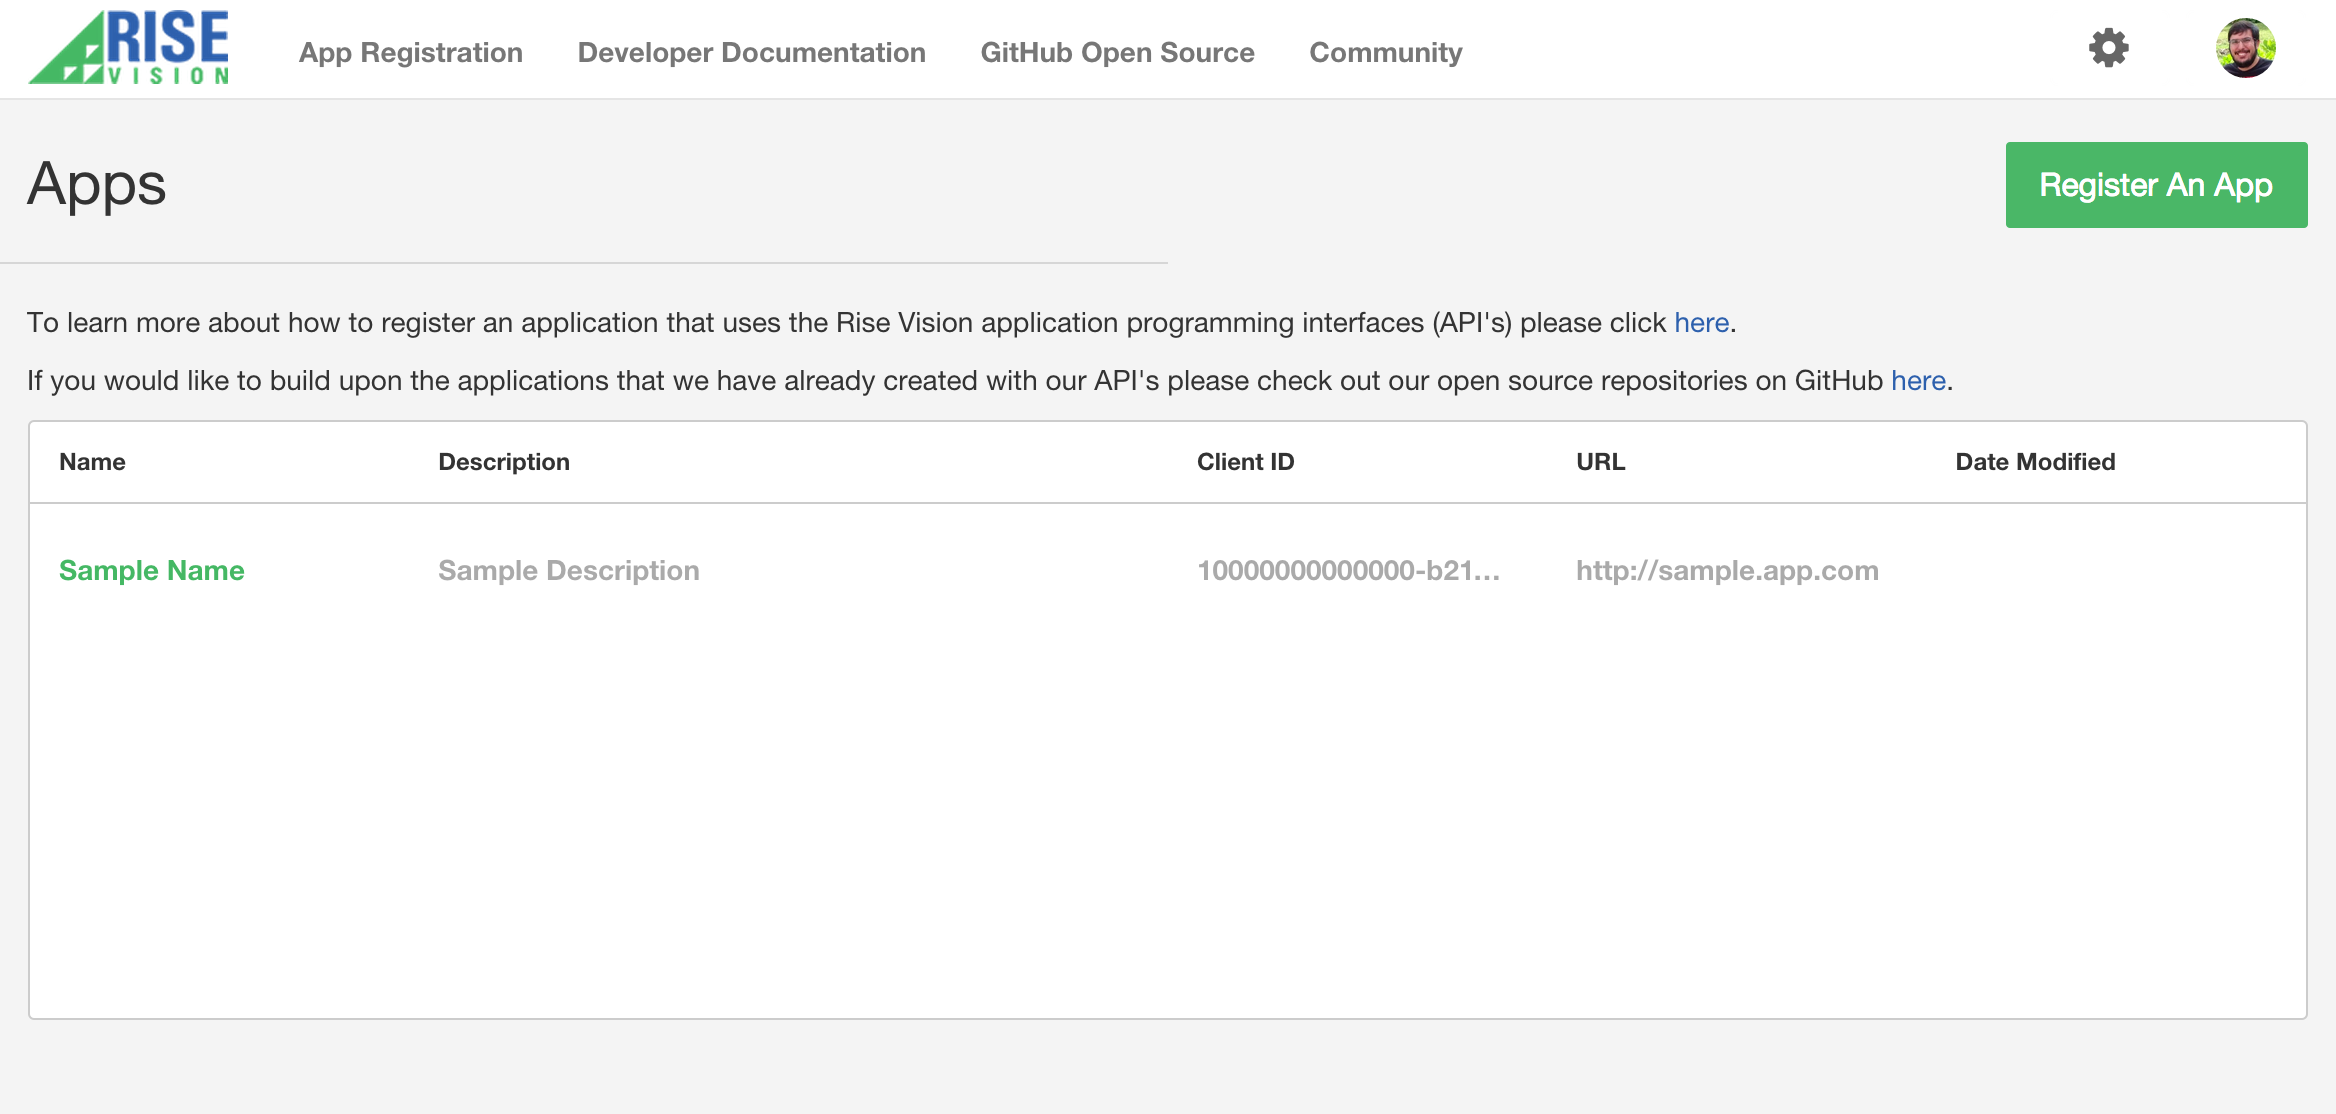 RISE
VISION
App Registration Developer Documentation GitHub Open Source Community
Apps
Register An App
To learn more about how to register an application that uses the Rise Vision application programming interfaces (API's) please click here.
If you would like to build upon the applications that we have already created with our API's please check out our open source repositories on GitHub here.
Name Description Client ID URL Date Modified
Sample Name Sample Description 10000000000000-b21... http://sample.app.com